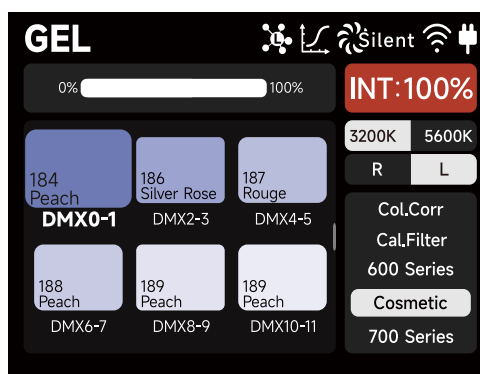 GEL
Silent
0%
100%
INT:100%
3200K
5600K
R
L
184
Peach
DMX0-1
186
Silver Rose
DMX2-3
187
Rouge
DMX4-5
188
Peach
DMX6-7
189
Peach
DMX8-9
189
Peach
DMX10-11
Col.Corr
Cal.Filter
600 Series
Cosmetic
700 Series